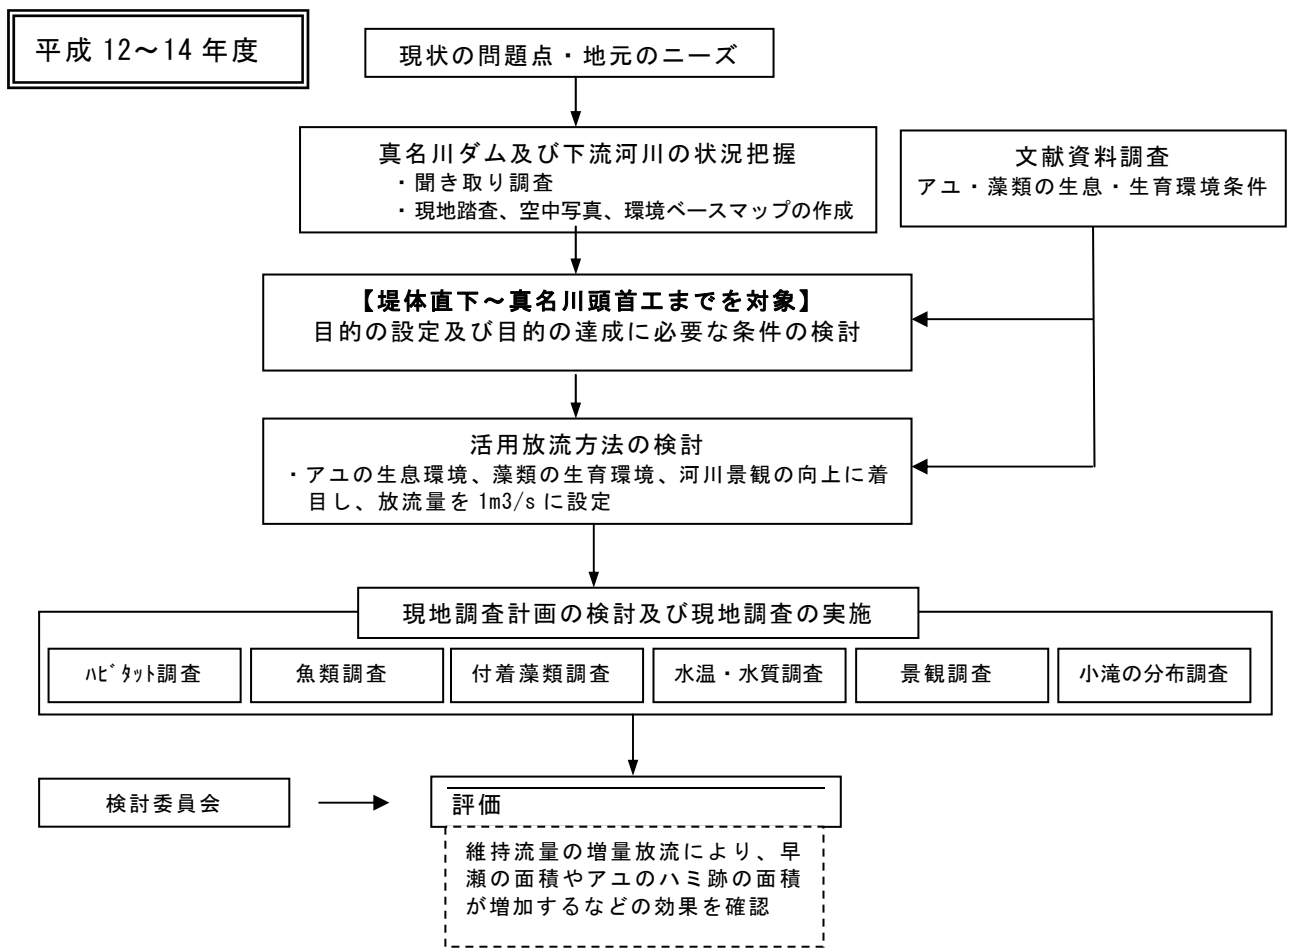 平成 12～14 年度
現状の問題点・地元のニーズ
真名川ダム及び下流河川の状況把握
・聞き取り調査
・現地踏査、空中写真、環境ベースマップの作成
文献資料調査
アユ・藻類の生息・生育環境条件
【堤体直下～真名川頭首工までを対象】
目的の設定及び目的の達成に必要な条件の検討
活用放流方法の検討
・アユの生息環境、藻類の生育環境、河川景観の向上に着
目し、放流量を 1m3/s に設定
現地調査計画の検討及び現地調査の実施
ﾊﾋﾞﾀｯﾄ調査
魚類調査
付着藻類調査
水温・水質調査
景観調査
小滝の分布調査
検討委員会
評価
維持流量の増量放流により、早
瀬の面積やアユのハミ跡の面積
が増加するなどの効果を確認